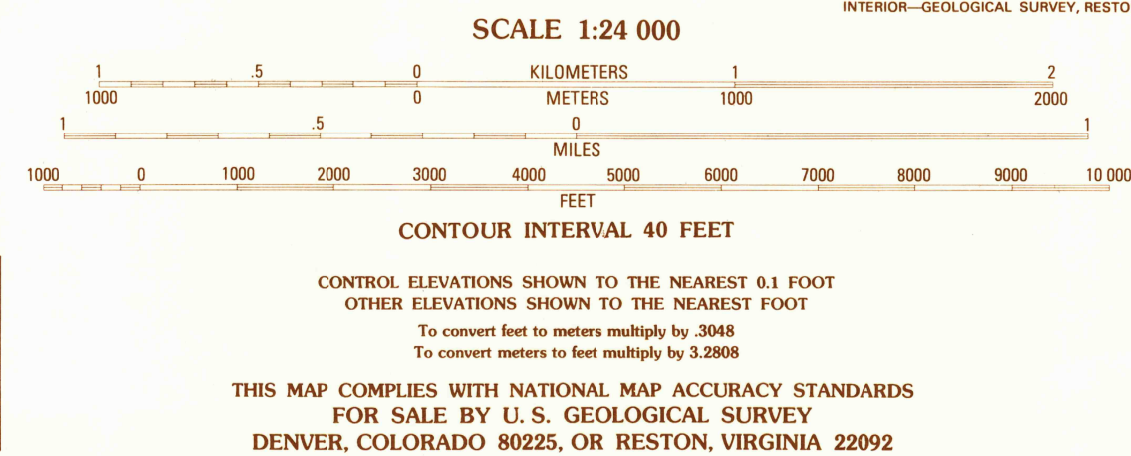 INTERIOR—GEOLOGICAL SURVEY, RESTO
SCALE 1:24 000
1 .5 0 KILOMETERS 1 2
1000 0 METERS 1000 2000
1 .5 0 1
MILES
1000 0 1000 2000 3000 4000 5000 6000 7000 8000 9000 10 000
FEET
CONTOUR INTERVAL 40 FEET
CONTROL ELEVATIONS SHOWN TO THE NEAREST 0.1 FOOT
OTHER ELEVATIONS SHOWN TO THE NEAREST FOOT
To convert feet to meters multiply by .3048
To convert meters to feet multiply by 3.2808
THIS MAP COMPLIES WITH NATIONAL MAP ACCURACY STANDARDS
FOR SALE BY U. S. GEOLOGICAL SURVEY
DENVER, COLORADO 80225, OR RESTON, VIRGINIA 22092